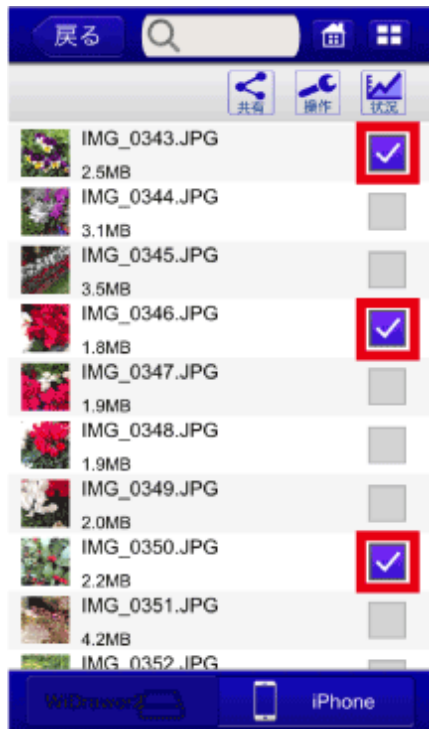 戻る
共有 操作 状況
IMG_0343.JPG
2.5MB
IMG_0344.JPG
3.1MB
IMG_0345.JPG
3.5MB
IMG_0346.JPG
1.8MB
IMG_0347.JPG
1.9MB
IMG_0348.JPG
1.9MB
IMG_0349.JPG
2.0MB
IMG_0350.JPG
2.2MB
IMG_0351.JPG
4.2MB
IMG_0352.JPG
iPhone